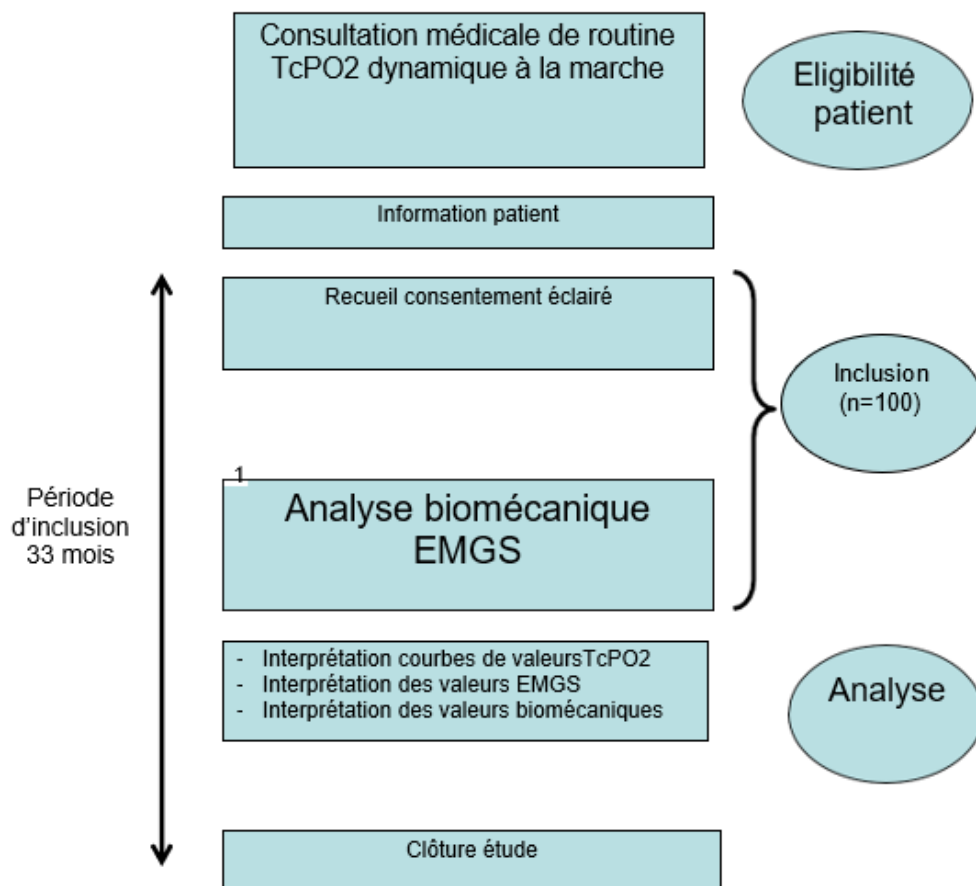 Consultation médicale de routine
TcPO2 dynamique à la marche
Eligibilité
patient
Information patient
Recueil consentement éclairé
Inclusion
(n=100)
1
Analyse biomécanique
EMGS
Période
d'inclusion
33 mois
- Interprétation courbes de valeursTcPO2
- Interprétation des valeurs EMGS
- Interprétation des valeurs biomécaniques
Analyse
Clôture étude